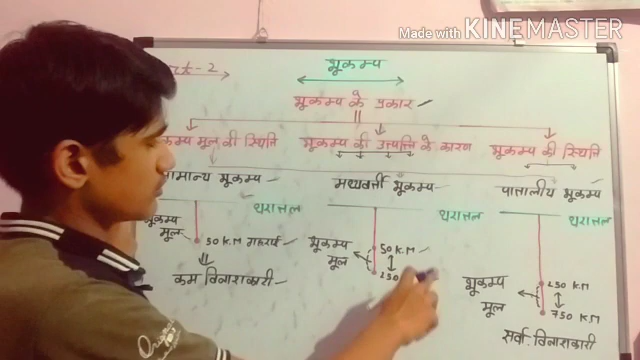 Made with KINEMASTER
भूकम्प
भूकम्प के प्रकार
भूकम्प मूल की स्थिति
भूकम्प की उत्पत्ति के कारण
भूकम्प की स्थिति
सामान्य भूकम्प
मध्यवर्त्ती भूकम्प
पातालीय भूकम्प
धरातल
धरातल
धरातल
भूकम्प
मूल
50 K.M गहराई
कम विनाशकारी
भूकम्प
मूल
50 K.M
250
भूकम्प
मूल
250 K.M
750 K.M
सर्वा. विनाशकारी
Organic